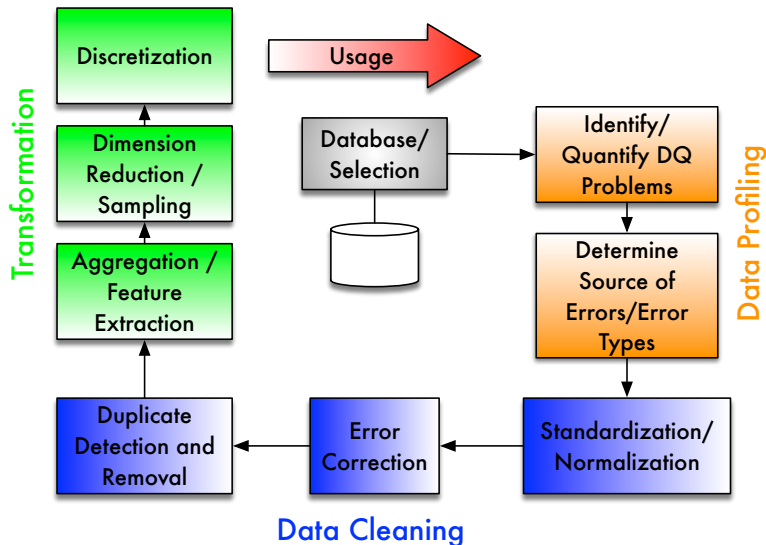 Discretization
Usage
Database/
Selection
Identify/
Quantify DQ
Problems
Dimension
Reduction /
Sampling
Transformation
Aggregation /
Feature
Extraction
Determine
Source of
Errors/Error
Types
Data Profiling
Duplicate
Detection and
Removal
Error
Correction
Standardization/
Normalization
Data Cleaning